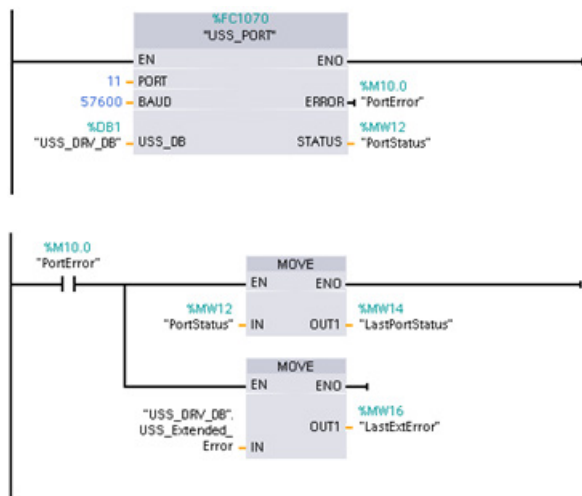 %FC1070
"USS_PORT"
EN ENO
11 PORT %M10.0
57600 BAUD ERROR "PortError"
%DB1 %MW12
"USS_DRV_DB" USS_DB STATUS "PortStatus"
%M10.0
"PortError" MOVE
EN ENO
%MW12 %MW14
"PortStatus" IN OUT1 "LastPortStatus"
MOVE
EN ENO
"USS_DRV_DB". %MW16
USS_Extended_ OUT1 "LastExtError"
Error IN